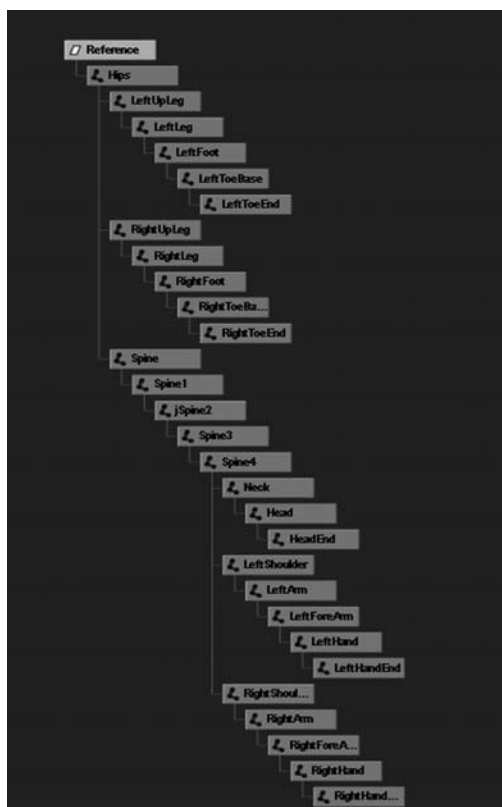 Reference
Hips
LeftUpLeg
LeftLeg
LeftFoot
LeftToeBase
LeftToeEnd
RightUpLeg
RightLeg
RightFoot
RightToeBa...
RightToeEnd
Spine
Spine1
jSpine2
Spine3
Spine4
Neck
Head
HeadEnd
LeftShoulder
LeftArm
LeftForeArm
LeftHand
LeftHandEnd
RightShoul...
RightArm
RightForeA...
RightHand
RightHand...